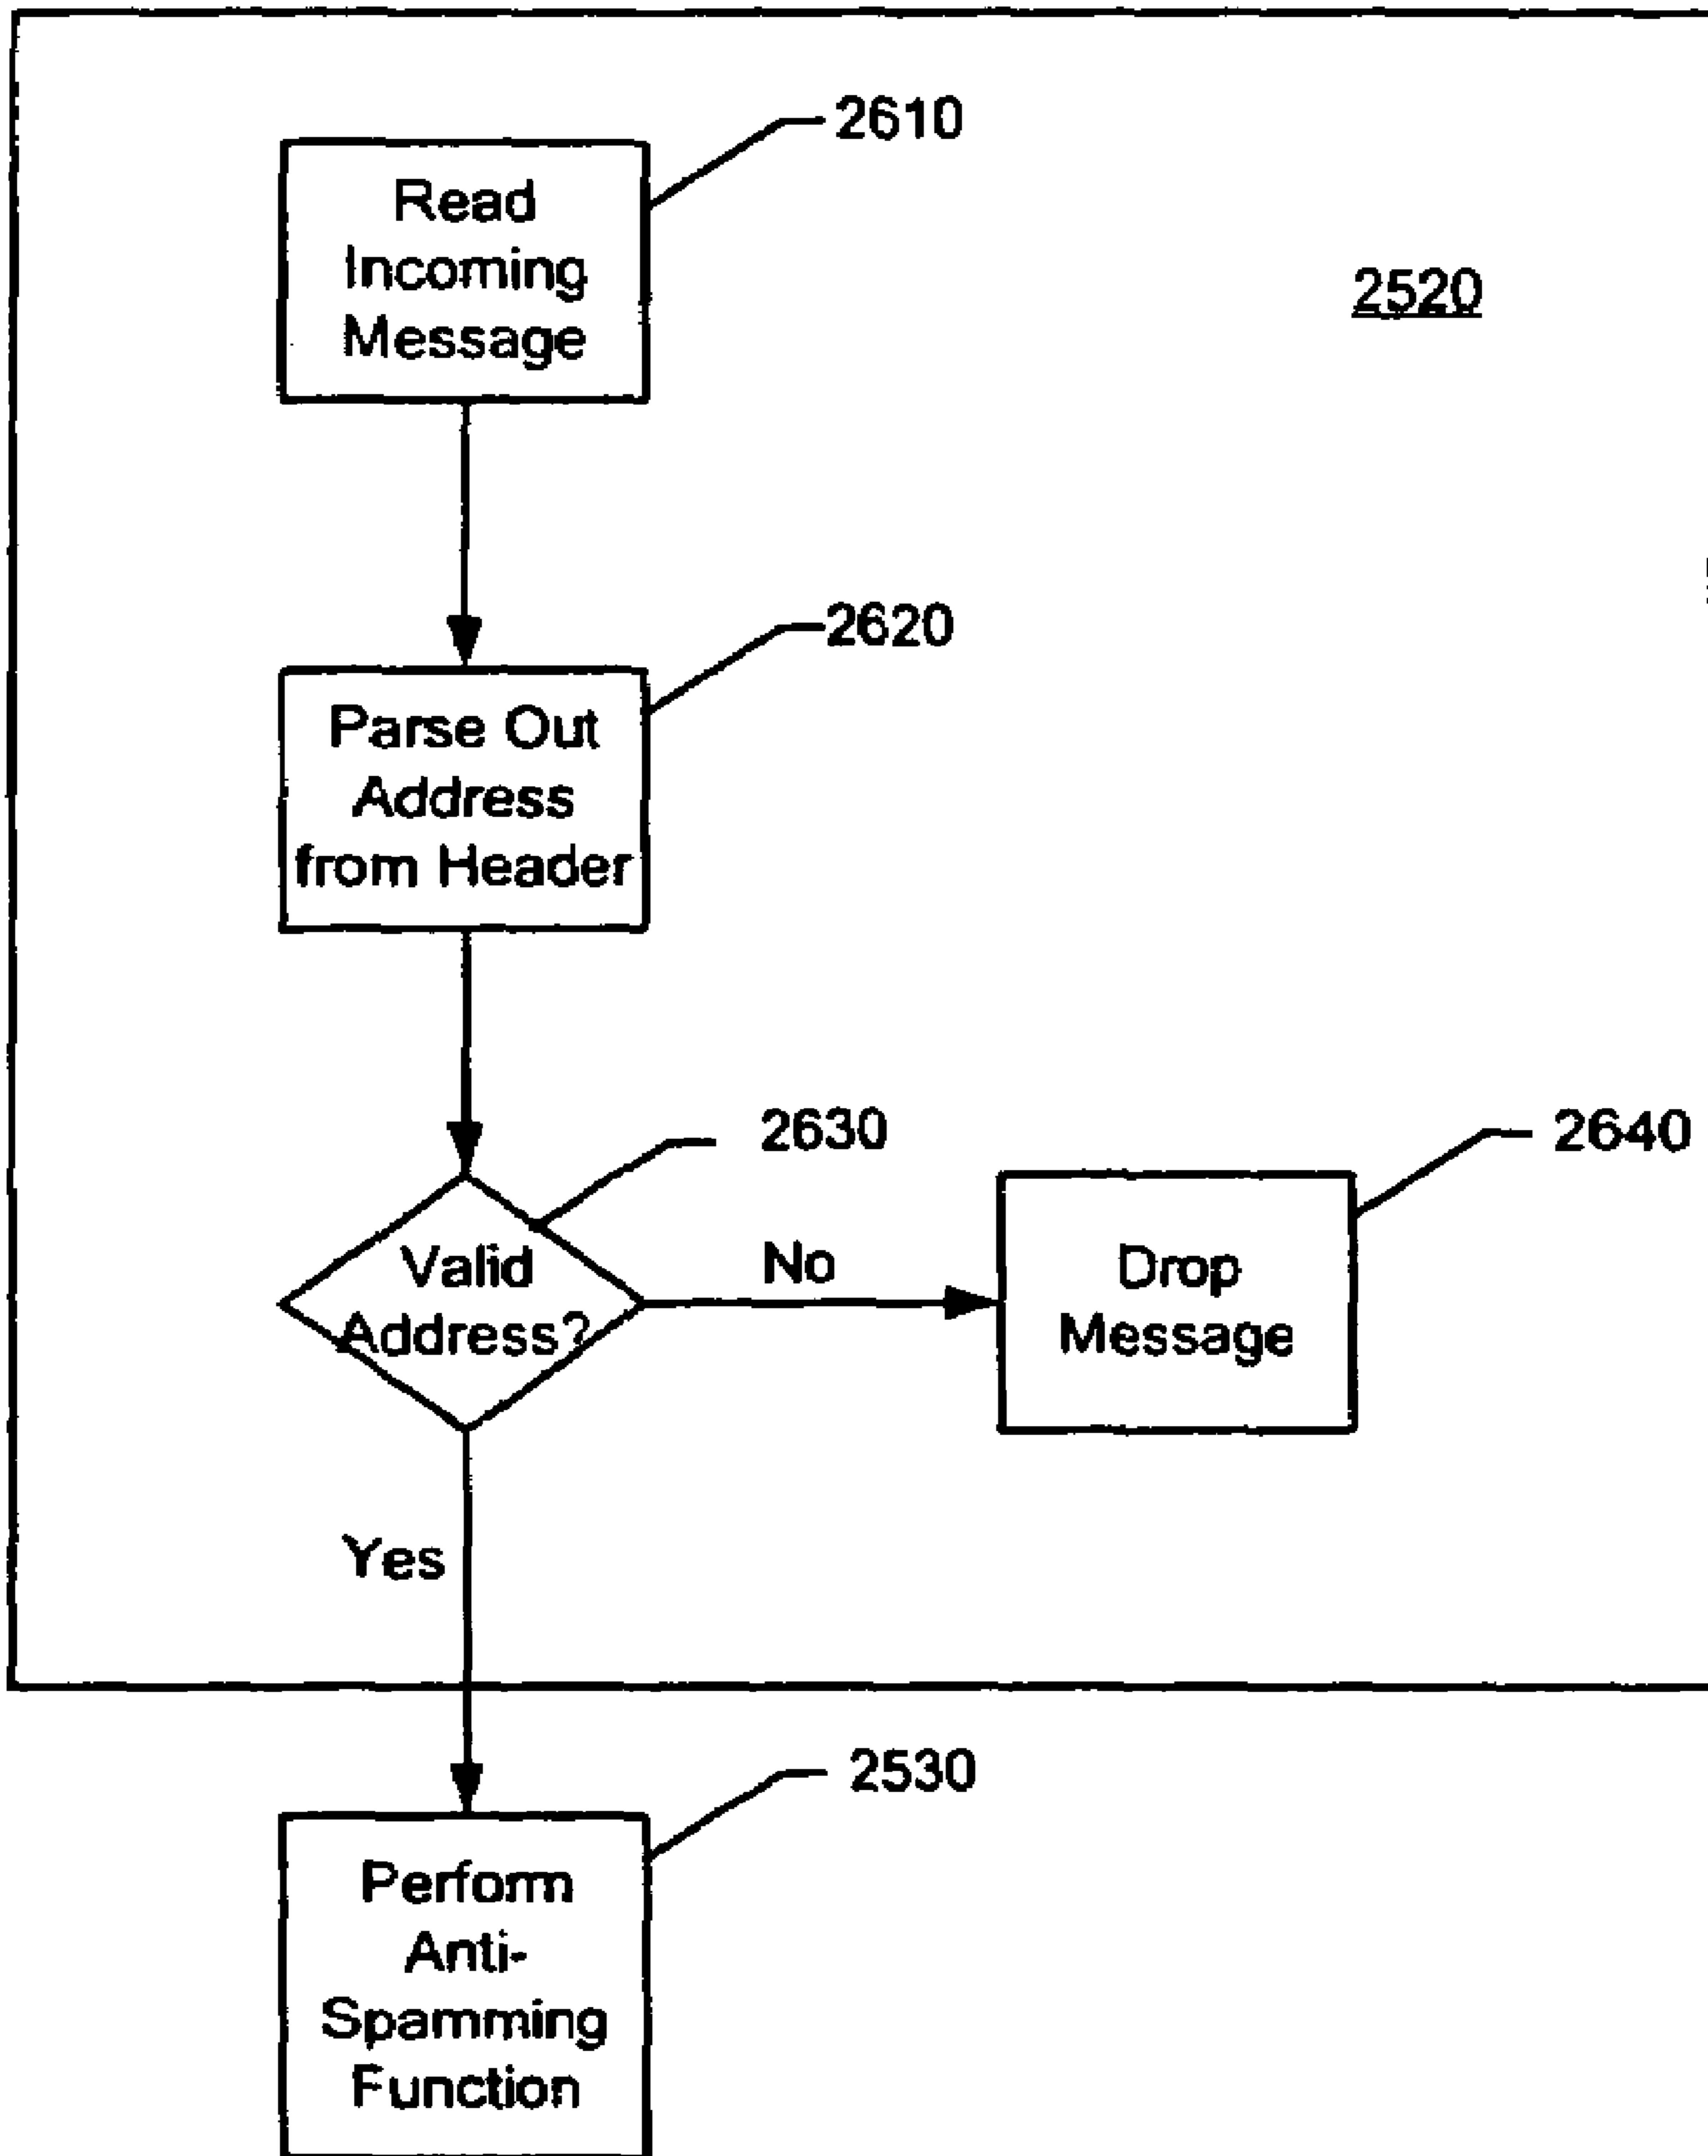 2610
Read
Incoming
Message
2520
2620
Parse Out
Address
from Header
2630
2640
Valid
Address?
No
Drop
Message
Yes
2530
Perform
Anti-
Spamming
Function